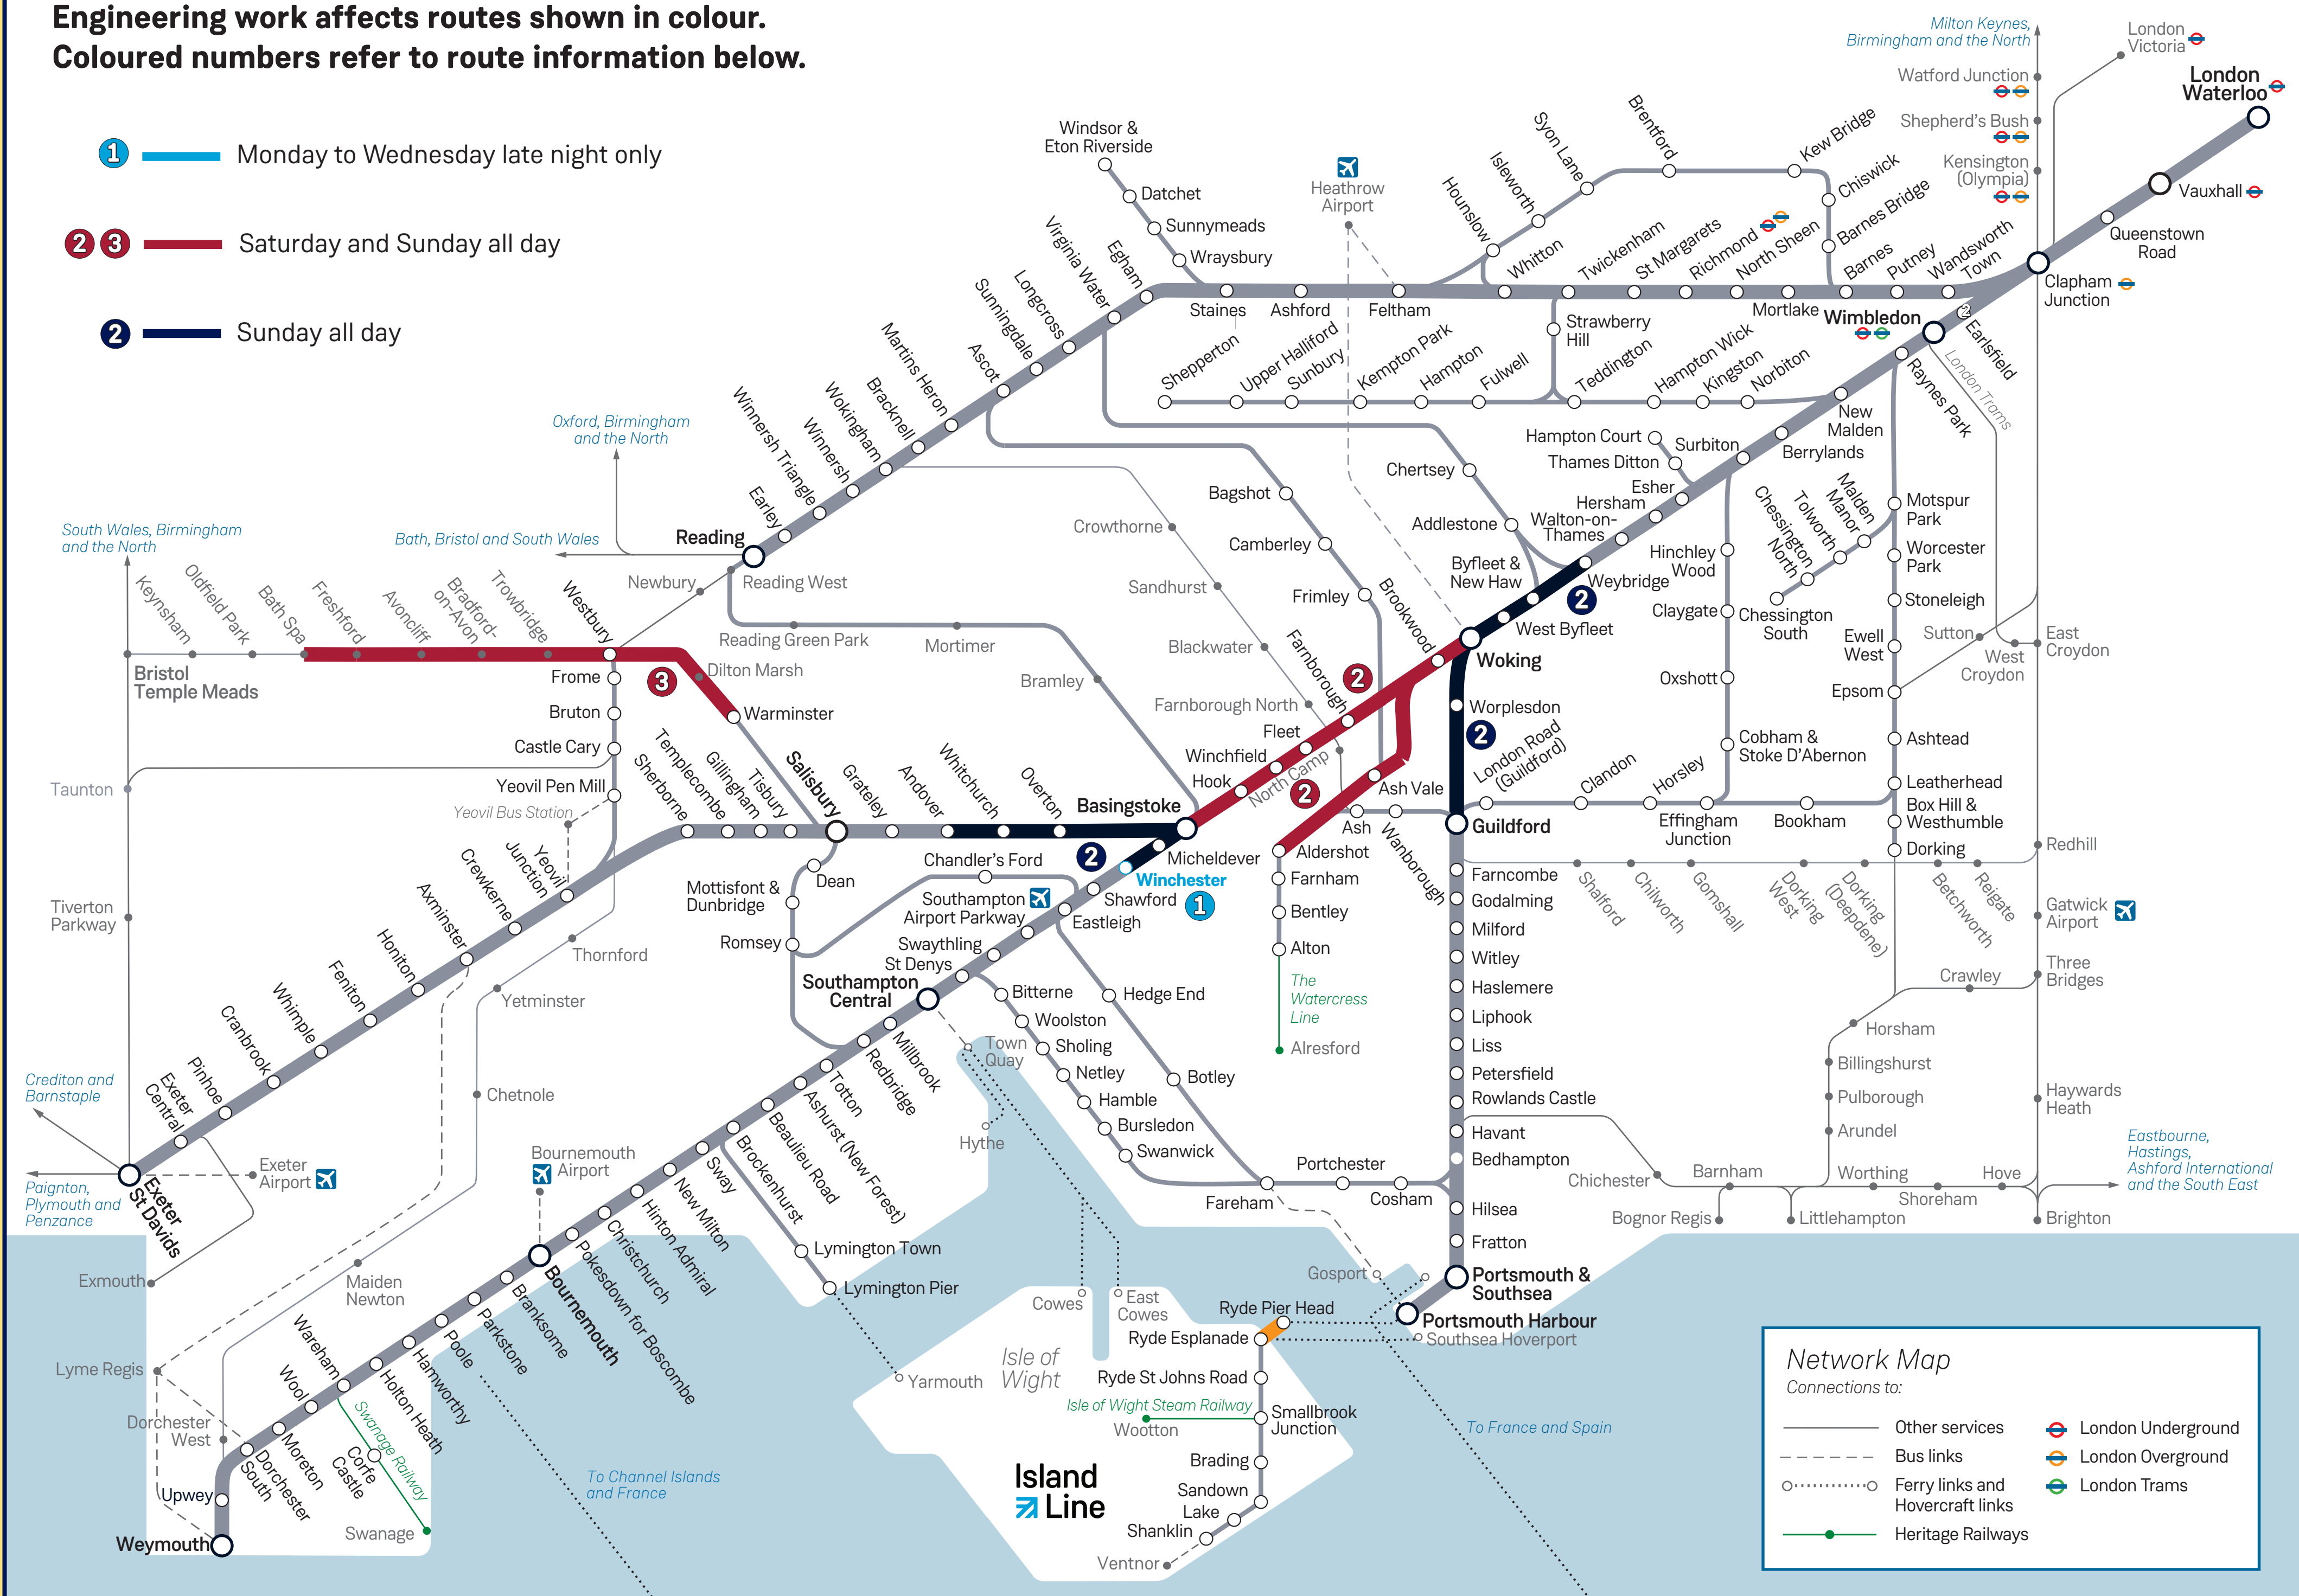 Engineering work affects routes shown in colour.
Coloured numbers refer to route information below.
1 Monday to Wednesday late night only
2 3 Saturday and Sunday all day
2 Sunday all day
Milton Keynes,
Birmingham and the North
London
Victoria
Watford Junction
London
Waterloo
Shepherd's Bush
Kensington
(Olympia)
Vauxhall
Queenstown
Road
Clapham
Junction
Windsor &
Eton Riverside
Datchet
Sunnymeads
Wraysbury
Heathrow
Airport
Hounslow
Isleworth
Syon Lane
Brentford
Kew Bridge
Chiswick
Barnes Bridge
Virginia Water
Egham
Staines
Ashford
Feltham
Whitton
Twickenham
St Margarets
Richmond
North Sheen
Mortlake
Barnes
Putney
Wandsworth
Town
Wimbledon
2
Earlsfield
London Trams
Raynes Park
Strawberry
Hill
Shepperton
Upper Halliford
Sunbury
Kempton Park
Hampton
Fulwell
Teddington
Hampton Wick
Kingston
Norbiton
New
Malden
Berrylands
Surbiton
Hampton Court
Thames Ditton
Esher
Hersham
Walton-on-
Thames
Weybridge
2
Byfleet &
New Haw
West Byfleet
Chertsey
Addlestone
Longcross
Sunningdale
Ascot
Martins Heron
Bracknell
Wokingham
Winnersh
Winnersh Triangle
Earley
Reading
Oxford, Birmingham
and the North
Bath, Bristol and South Wales
South Wales, Birmingham
and the North
Newbury
Reading West
Reading Green Park
Mortimer
Bramley
Crowthorne
Sandhurst
Blackwater
Farnborough North
North Camp
Bagshot
Camberley
Frimley
Brookwood
Farnborough
2
Fleet
Winchfield
Hook
2
Ash Vale
Ash
Wanborough
Aldershot
Farnham
Bentley
Alton
The
Watercress
Line
Alresford
Woking
Worplesdon
2
London Road
(Guildford)
Clandon
Horsley
Effingham
Junction
Bookham
Guildford
Hinchley
Wood
Claygate
Oxshott
Cobham &
Stoke D'Abernon
Chessington
North
Tolworth
Malden
Manor
Chessington
South
Motspur
Park
Worcester
Park
Stoneleigh
Ewell
West
Epsom
Ashtead
Leatherhead
Box Hill &
Westhumble
Dorking
Sutton
West
Croydon
East
Croydon
Redhill
Gatwick
Airport
Three
Bridges
Crawley
Haywards
Heath
Horsham
Billingshurst
Pulborough
Arundel
Shalford
Chilworth
Gomshall
Dorking
West
Dorking
(Deepdene)
Betchworth
Reigate
Keynsham
Oldfield Park
Bath Spa
Freshford
Avoncliff
Bradford-
on-Avon
Trowbridge
Westbury
Bristol
Temple Meads
3
Dilton Marsh
Warminster
Frome
Bruton
Castle Cary
Yeovil Pen Mill
Yeovil Bus Station
Taunton
Tiverton
Parkway
Sherborne
Templecombe
Gillingham
Tisbury
Salisbury
Grateley
Andover
Whitchurch
Overton
Basingstoke
2
Micheldever
Winchester
Shawford
1
Chandler's Ford
Southampton
Airport Parkway
Eastleigh
Swaythling
St Denys
Southampton
Central
Dean
Mottisfont &
Dunbridge
Romsey
Yeovil
Junction
Crewkerne
Axminster
Honiton
Feniton
Whimple
Cranbrook
Pinhoe
Exeter
Central
Exeter
St Davids
Crediton and
Barnstaple
Paignton,
Plymouth and
Penzance
Exeter
Airport
Exmouth
Thornford
Yetminster
Chetnole
Maiden
Newton
Lyme Regis
Dorchester
West
Bitterne
Woolston
Sholing
Netley
Hamble
Bursledon
Swanwick
Hedge End
Botley
Fareham
Portchester
Cosham
Town
Quay
Hythe
Millbrook
Redbridge
Totton
Ashurst (New Forest)
Beaulieu Road
Brockenhurst
Sway
New Milton
Hinton Admiral
Christchurch
Pokesdown for Boscombe
Bournemouth
Bournemouth
Airport
Branksome
Parkstone
Poole
Hamworthy
Holton Heath
Wareham
Wool
Moreton
Dorchester
South
Upwey
Weymouth
Swanage Railway
Corfe
Castle
Swanage
Lymington Town
Lymington Pier
Yarmouth
Farncombe
Godalming
Milford
Witley
Haslemere
Liphook
Liss
Petersfield
Rowlands Castle
Havant
Bedhampton
Hilsea
Fratton
Portsmouth &
Southsea
Portsmouth Harbour
Southsea Hoverport
Gosport
Chichester
Barnham
Bognor Regis
Littlehampton
Worthing
Shoreham
Hove
Brighton
Eastbourne,
Hastings,
Ashford International
and the South East
Cowes
East
Cowes
Ryde Pier Head
Ryde Esplanade
Isle of
Wight
Ryde St Johns Road
Isle of Wight Steam Railway
Wootton
Smallbrook
Junction
Brading
Sandown
Lake
Shanklin
Ventnor
Island
Line
To Channel Islands
and France
To France and Spain
Network Map
Connections to:
Other services
Bus links
Ferry links and
Hovercraft links
Heritage Railways
London Underground
London Overground
London Trams